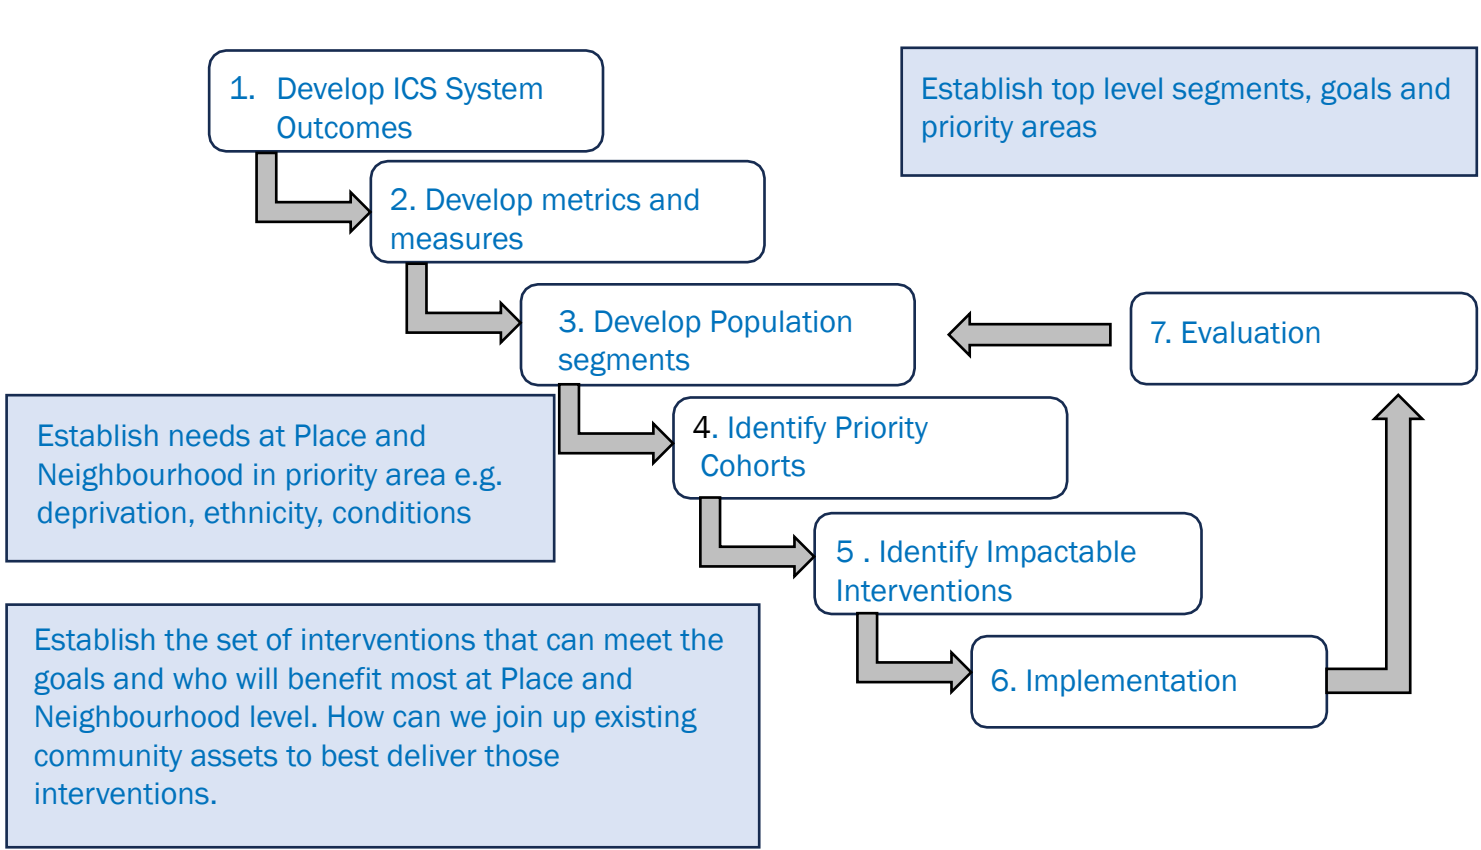 1. Develop ICS System
Outcomes
Establish top level segments, goals and
priority areas
2. Develop metrics and
measures
3. Develop Population
segments
7. Evaluation
4. Identify Priority
Cohorts
Establish needs at Place and
Neighbourhood in priority area e.g.
deprivation, ethnicity, conditions
5 . Identify Impactable
Interventions
6. Implementation
Establish the set of interventions that can meet the
goals and who will benefit most at Place and
Neighbourhood level. How can we join up existing
community assets to best deliver those
interventions.